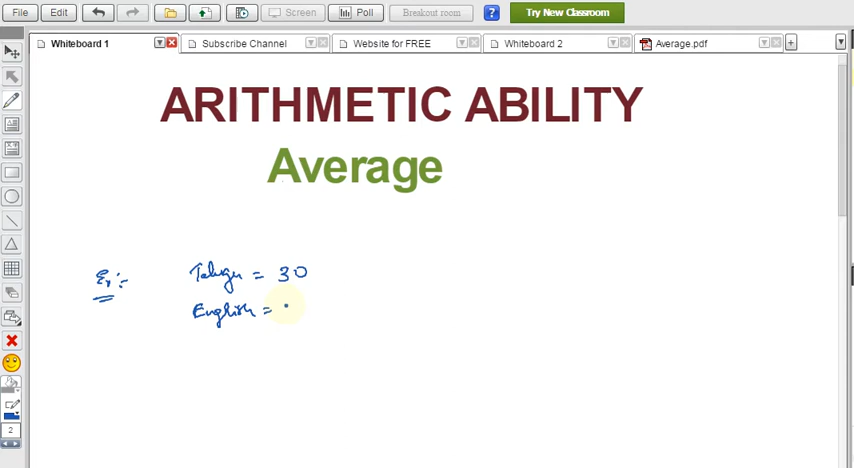 File Edit Screen Poll Breakout room ? Try New Classroom
Whiteboard 1 Subscribe Channel Website for FREE Whiteboard 2 Average.pdf +
ARITHMETIC ABILITY
Average
Ex:- Telugu = 30
English =
2